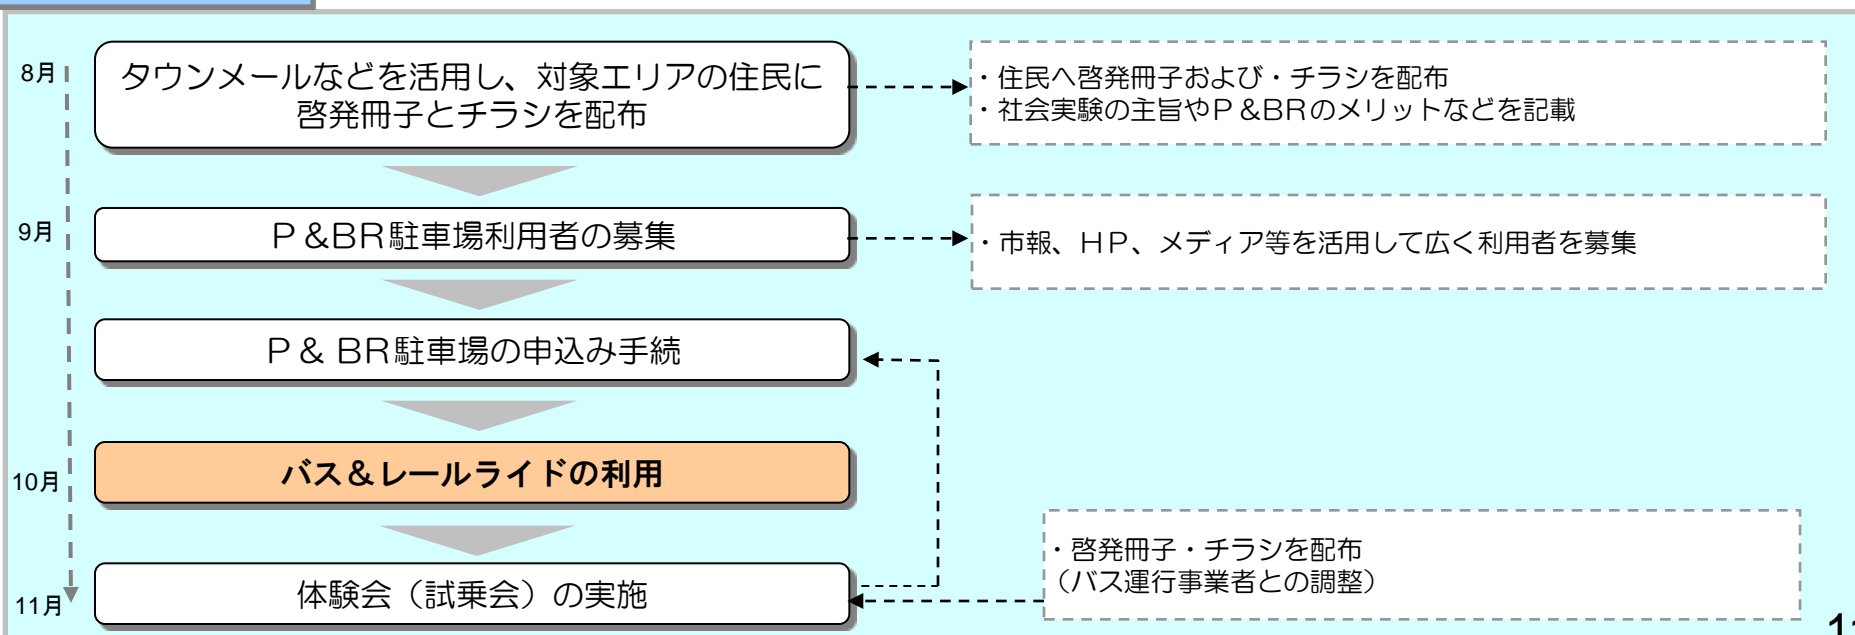 8月
タウンメールなどを活用し、対象エリアの住民に
啓発冊子とチラシを配布
・住民へ啓発冊子および・チラシを配布
・社会実験の主旨やP&BRのメリットなどを記載
9月
P&BR駐車場利用者の募集
・市報、HP、メディア等を活用して広く利用者を募集
P& BR駐車場の申込み手続
10月
バス&レールライドの利用
・啓発冊子・チラシを配布
(バス運行事業者との調整)
11月
体験会(試乗会)の実施